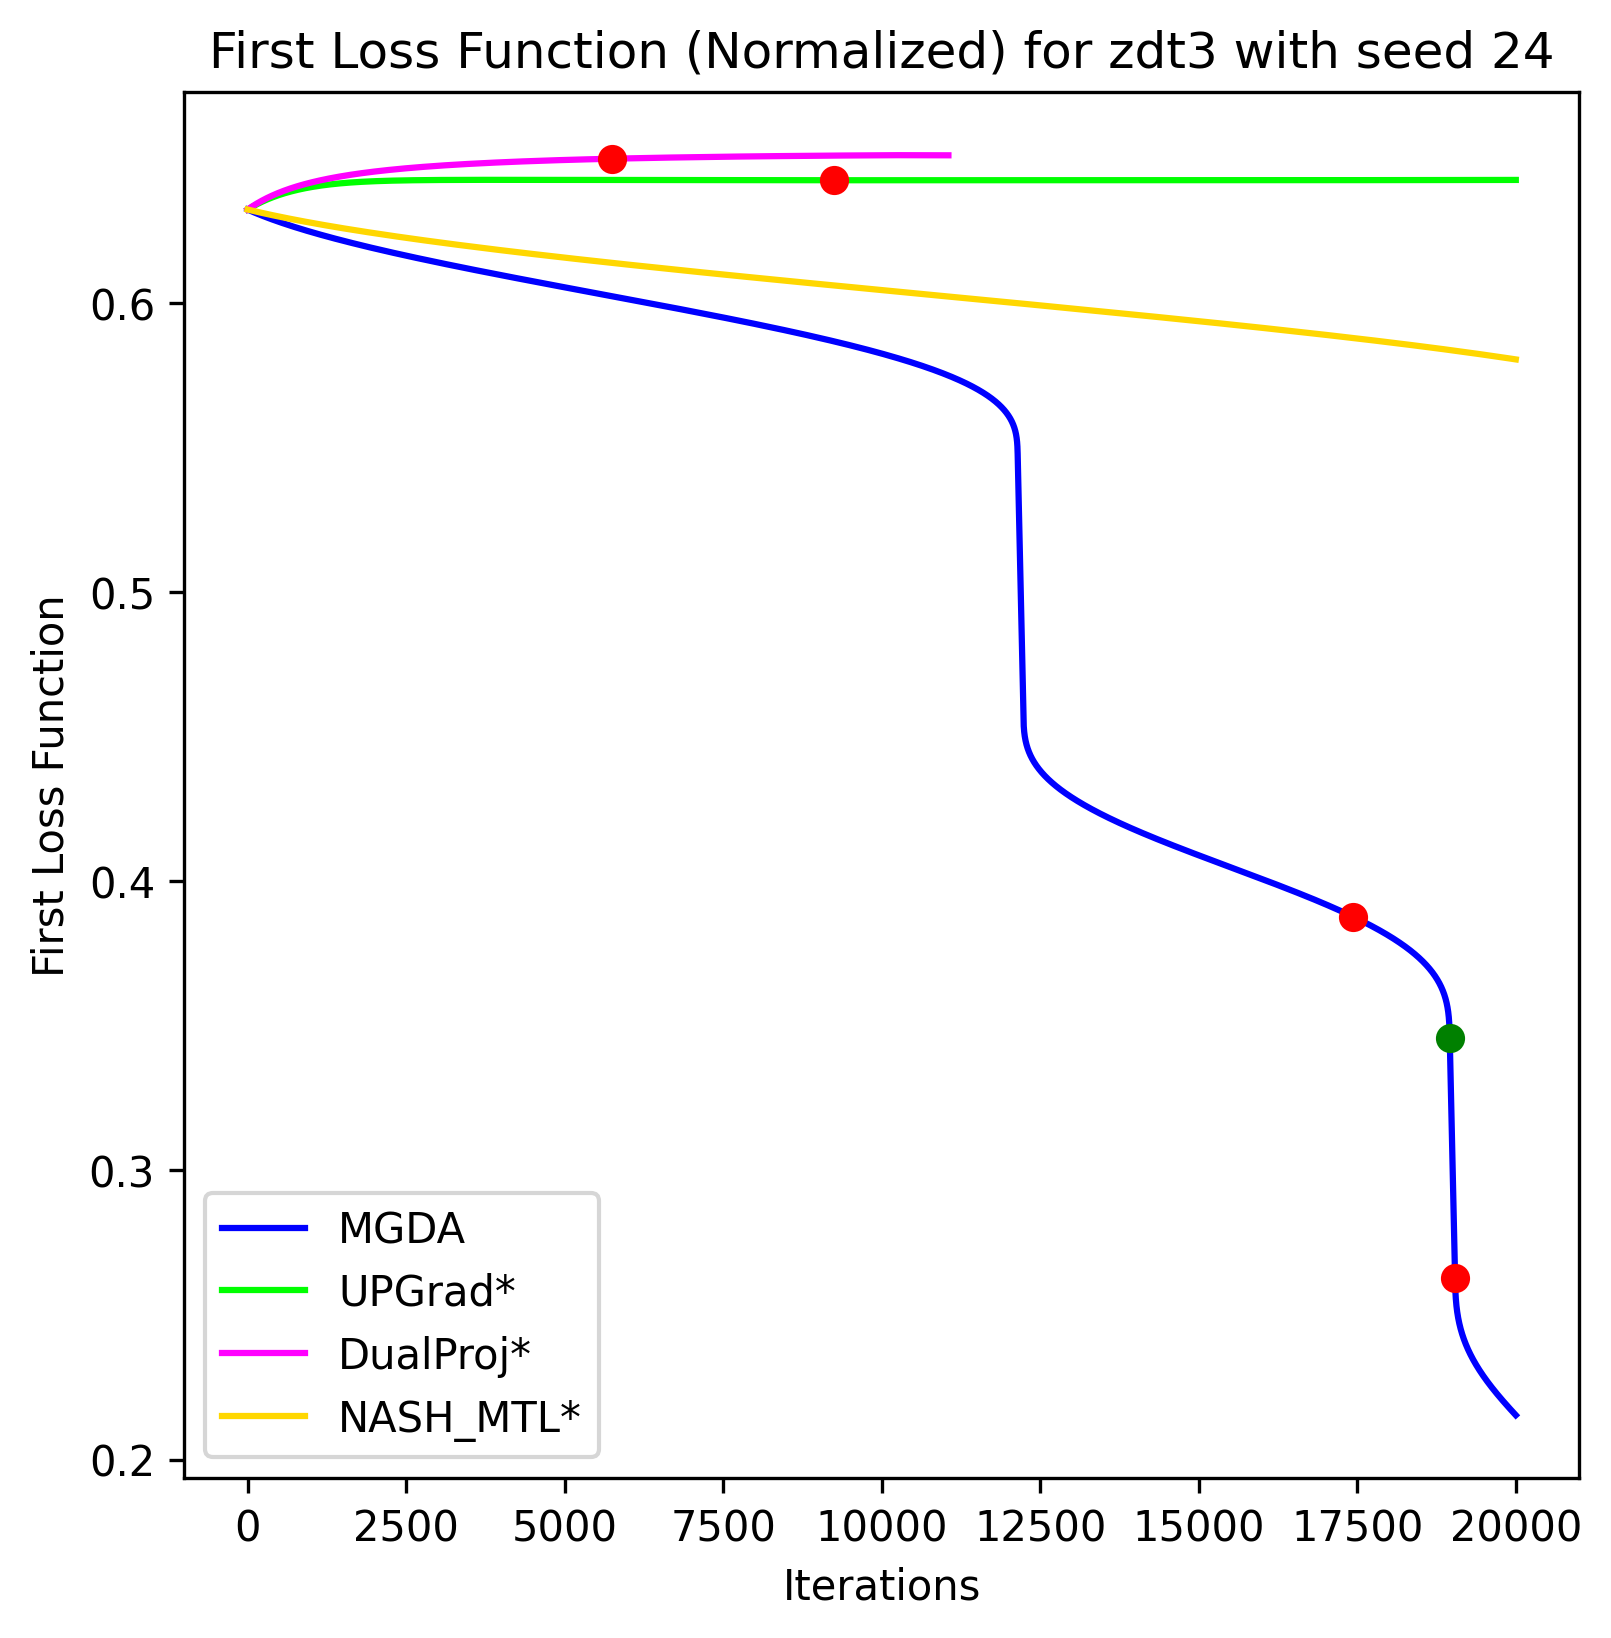 First Loss Function (Normalized) for zdt3 with seed 24
First Loss Function
0.6
0.5
0.4
0.3
0.2
MGDA
UPGrad*
DualProj*
NASH_MTL*
0 2500 5000 7500 10000 12500 15000 17500 20000
Iterations